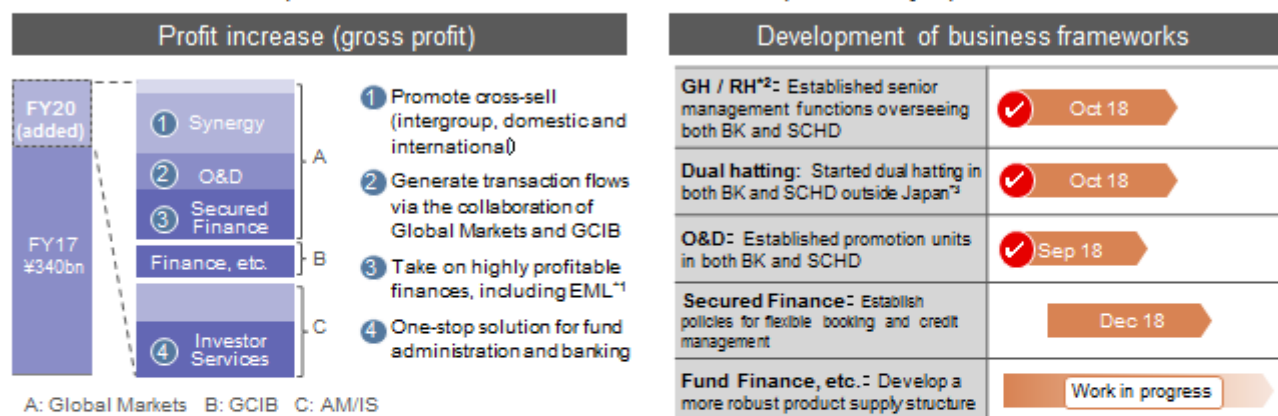 Profit increase (gross profit)
FY20
(added)
FY17
¥340bn
1 Synergy
2 O&D
3 Secured
Finance
Finance, etc.
4 Investor
Services
A
B
C
1 Promote cross-sell
(intergroup, domestic and
international)
2 Generate transaction flows
via the collaboration of
Global Markets and GCIB
3 Take on highly profitable
finances, including EML*1
4 One-stop solution for fund
administration and banking
A: Global Markets B: GCIB C: AM/IS
Development of business frameworks
GH / RH*2: Established senior
management functions overseeing
both BK and SCHD
Oct 18
Dual hatting: Started dual hatting in
both BK and SCHD outside Japan*3
Oct 18
O&D: Established promotion units
in both BK and SCHD
Sep 18
Secured Finance: Establish
policies for flexible booking and credit
management
Dec 18
Fund Finance, etc.: Develop a
more robust product supply structure
Work in progress